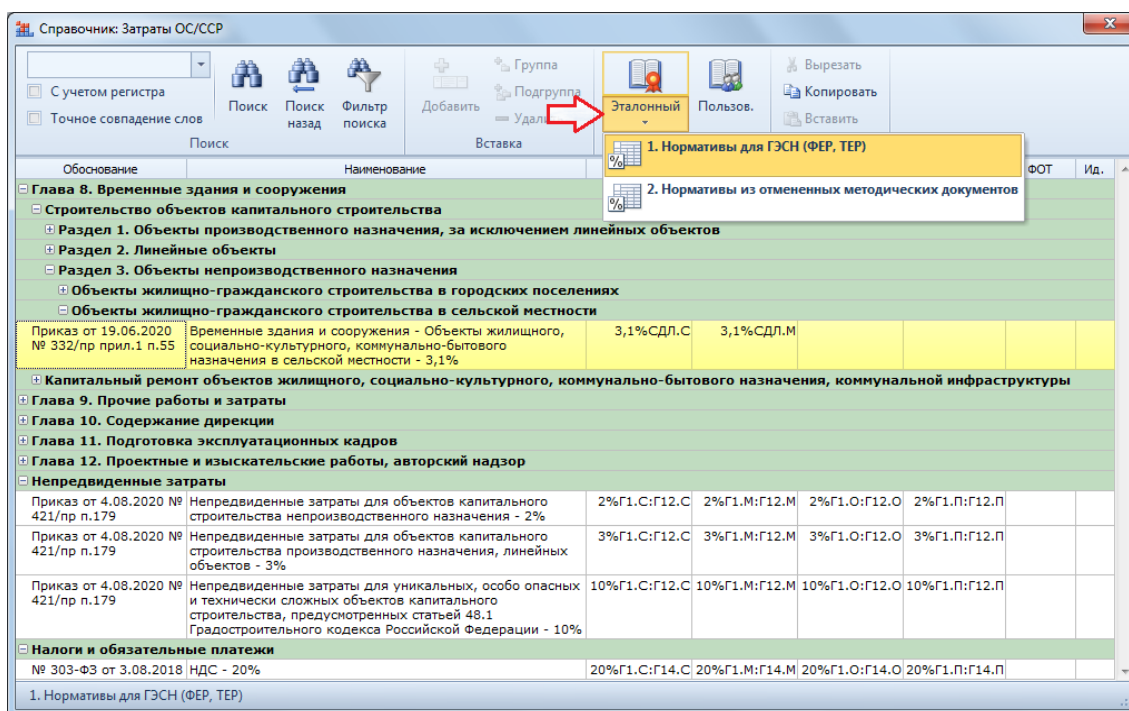 Справочник: Затраты ОС/ССР
С учетом регистра
Точное совпадение слов
Поиск
Поиск назад
Фильтр поиска
Поиск
Добавить
Группа
Подгруппа
Вставка
Эталонный
Пользов.
Вырезать
Копировать
Вставить
1. Нормативы для ГЭСН (ФЕР, ТЕР)
2. Нормативы из отмененных методических документов
Обоснование Наименование ФОТ Ид.
Глава 8. Временные здания и сооружения
Строительство объектов капитального строительства
Раздел 1. Объекты производственного назначения, за исключением линейных объектов
Раздел 2. Линейные объекты
Раздел 3. Объекты непроизводственного назначения
Объекты жилищно-гражданского строительства в городских поселениях
Объекты жилищно-гражданского строительства в сельской местности
Приказ от 19.06.2020 Временные здания и сооружения - Объекты жилищного, 3,1%СДЛ.С 3,1%СДЛ.М
№ 332/пр прил.1 п.55 социально-культурного, коммунально-бытового
назначения в сельской местности - 3,1%
Капитальный ремонт объектов жилищного, социально-культурного, коммунально-бытового назначения, коммунальной инфраструктуры
Глава 9. Прочие работы и затраты
Глава 10. Содержание дирекции
Глава 11. Подготовка эксплуатационных кадров
Глава 12. Проектные и изыскательские работы, авторский надзор
Непредвиденные затраты
Приказ от 4.08.2020 № Непредвиденные затраты для объектов капитального 2%Г1.С:Г12.С 2%Г1.М:Г12.М 2%Г1.О:Г12.О 2%Г1.П:Г12.П
421/пр п.179 строительства непроизводственного назначения - 2%
Приказ от 4.08.2020 № Непредвиденные затраты для объектов капитального 3%Г1.С:Г12.С 3%Г1.М:Г12.М 3%Г1.О:Г12.О 3%Г1.П:Г12.П
421/пр п.179 строительства производственного назначения, линейных
объектов - 3%
Приказ от 4.08.2020 № Непредвиденные затраты для уникальных, особо опасных 10%Г1.С:Г12.С 10%Г1.М:Г12.М 10%Г1.О:Г12.О 10%Г1.П:Г12.П
421/пр п.179 и технически сложных объектов капитального
строительства, предусмотренных статьей 48.1
Градостроительного кодекса Российской Федерации - 10%
Налоги и обязательные платежи
№ 303-ФЗ от 3.08.2018 НДС - 20% 20%Г1.С:Г14.С 20%Г1.М:Г14.М 20%Г1.О:Г14.О 20%Г1.П:Г14.П
1. Нормативы для ГЭСН (ФЕР, ТЕР)